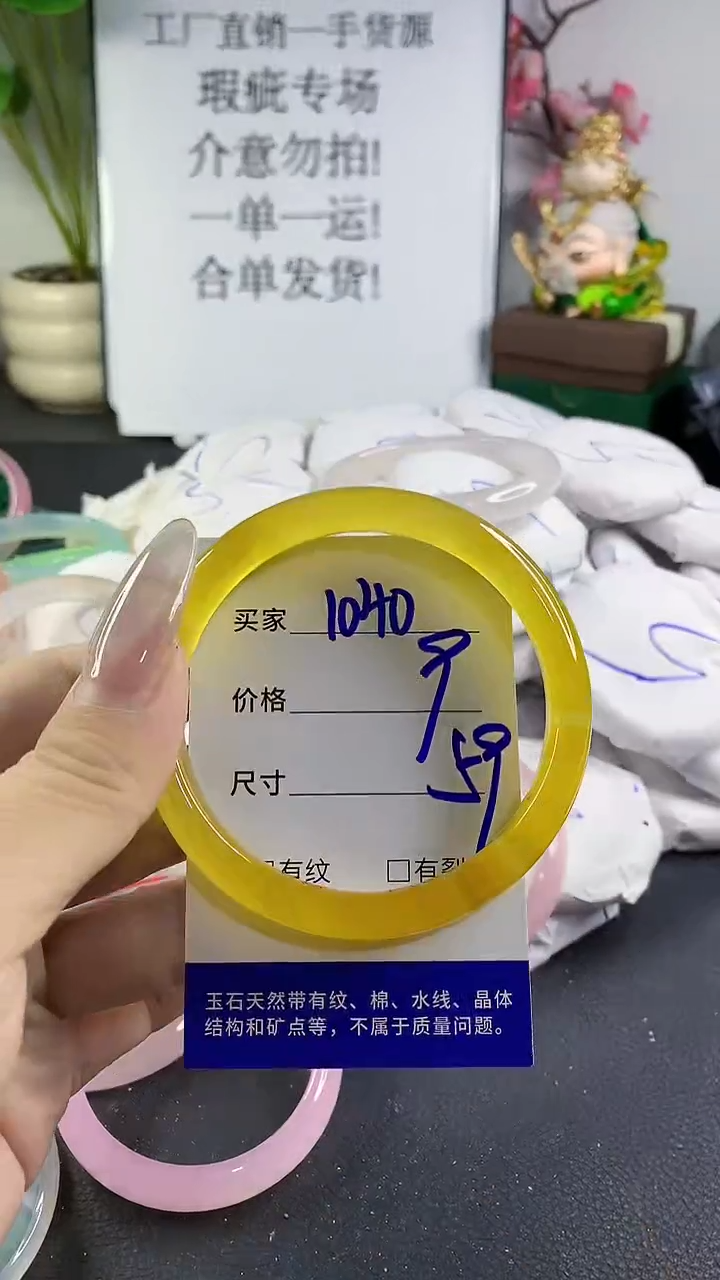 工厂直销一手货源
瑕疵专场
介意勿拍!
一单一运!
合单发货!
买家 1040
价格 9
尺寸 59
□有纹 □有裂
玉石天然带有纹、棉、水线、晶体
结构和矿点等，不属于质量问题。